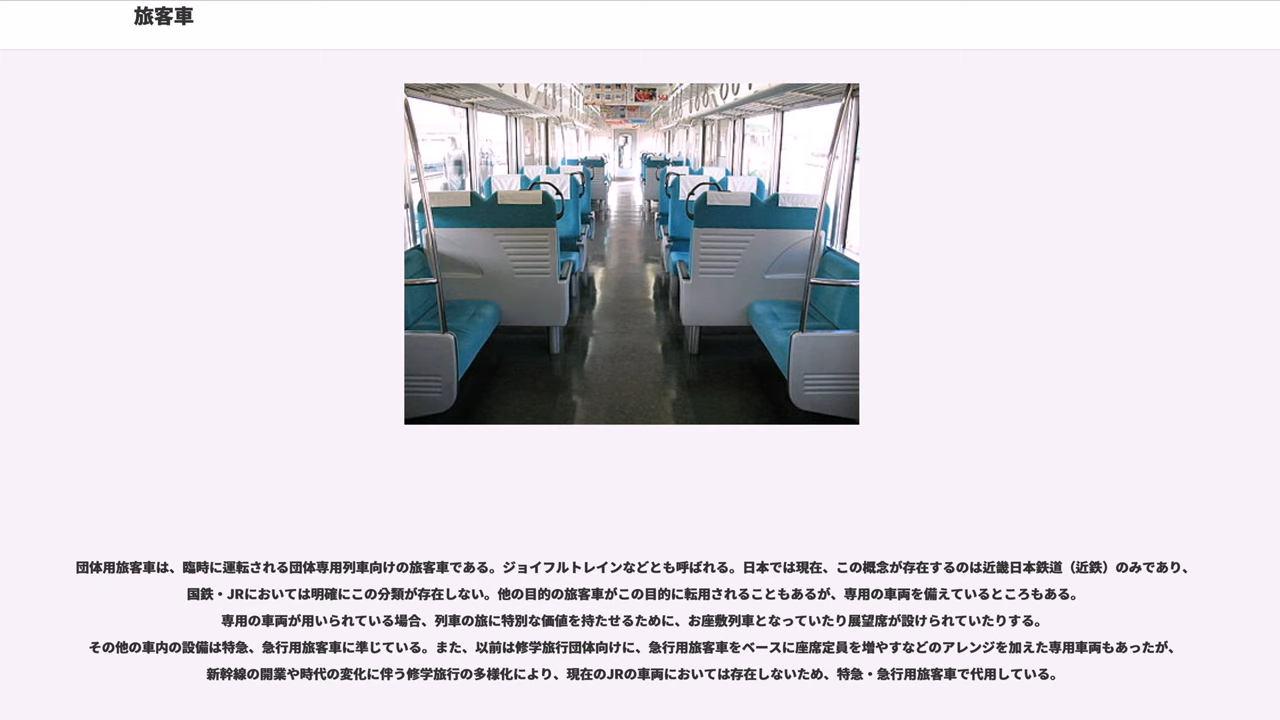 旅客車
団体用旅客車は、臨時に運転される団体専用列車向けの旅客車である。ジョイフルトレインなどとも呼ばれる。日本では現在、この概念が存在するのは近畿日本鉄道（近鉄）のみであり、
国鉄・JRにおいては明確にこの分類が存在しない。他の目的の旅客車がこの目的に転用されることもあるが、専用の車両を備えているところもある。
専用の車両が用いられている場合、列車の旅に特別な価値を持たせるために、お座敷列車となっていたり展望席が設けられていたりする。
その他の車内の設備は特急、急行用旅客車に準じている。また、以前は修学旅行団体向けに、急行用旅客車をベースに座席定員を増やすなどのアレンジを加えた専用車両もあったが、
新幹線の開業や時代の変化に伴う修学旅行の多様化により、現在のJRの車両においては存在しないため、特急・急行用旅客車で代用している。